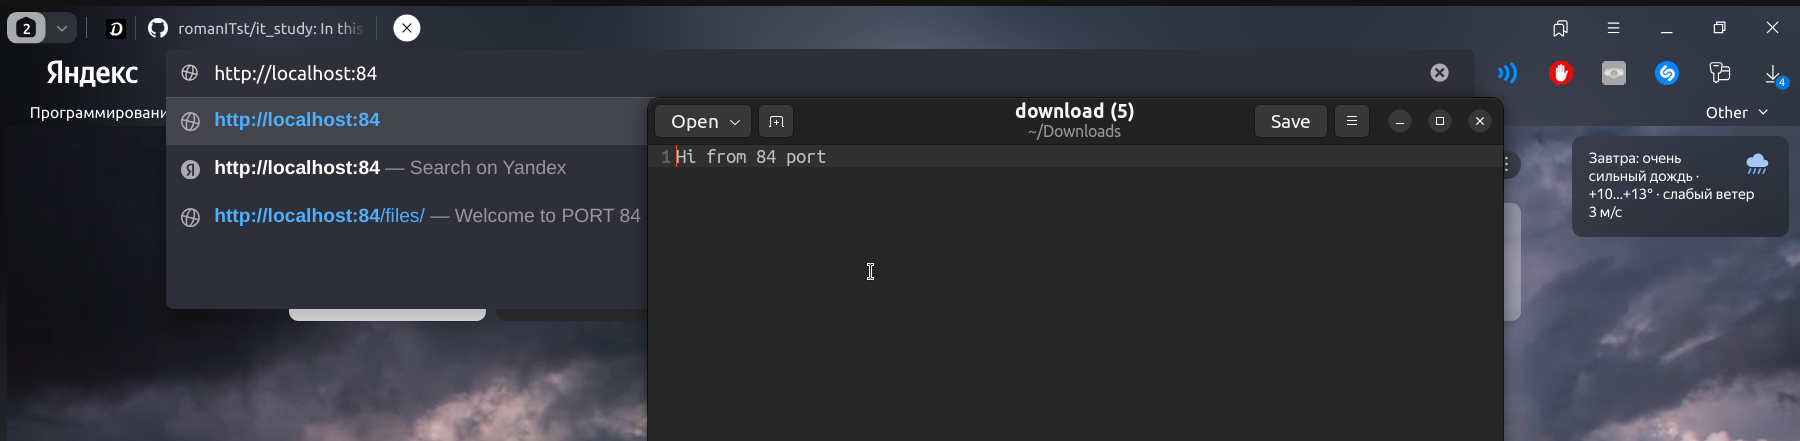 2
D
romanITst/it_study: In this
Яндекс
http://localhost:84
4
Программировани
Other
http://localhost:84
http://localhost:84 — Search on Yandex
http://localhost:84/files/ — Welcome to PORT 84
Open
download (5)
~/Downloads
Save
1 Hi from 84 port
Завтра: очень
сильный дождь ·
+10...+13° · слабый ветер
3 м/с